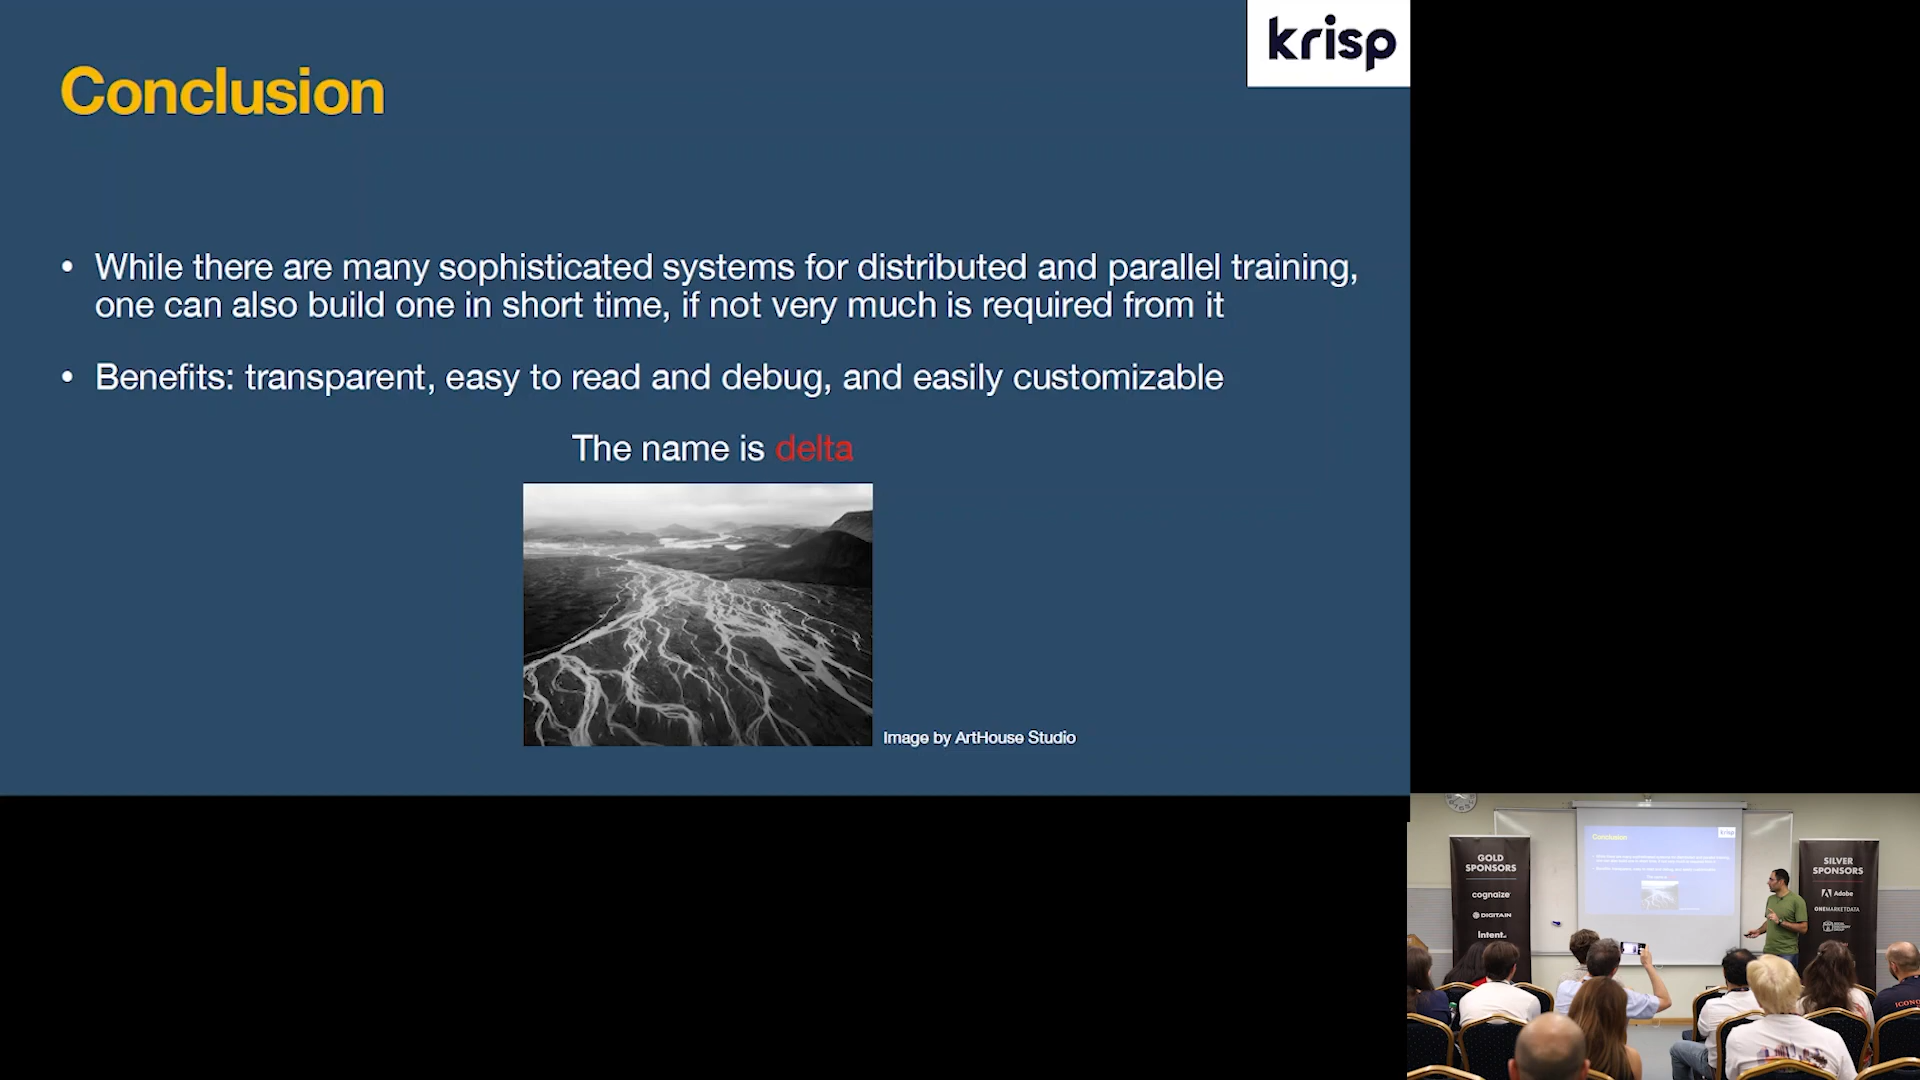 krisp
Conclusion
• While there are many sophisticated systems for distributed and parallel training,
one can also build one in short time, if not very much is required from it
• Benefits: transparent, easy to read and debug, and easily customizable
The name is delta
Image by ArtHouse Studio
Conclusion
krisp
GOLD
SPONSORS
cognaize
DIGITAIN
intent.
SILVER
SPONSORS
Adobe
ONEMARKETDATA